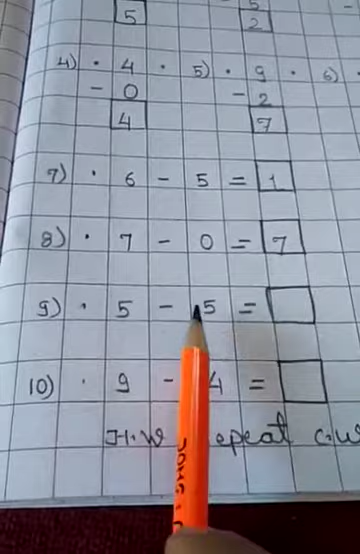 5 5
2
4) · 4 · 5) · 9 · 6)
- 0 - 2
4 7
7) · 6 - 5 = 1
8) · 7 - 0 = 7
9) · 5 - 5 =
10) · 9 - 4 =
H.W epeat c.w